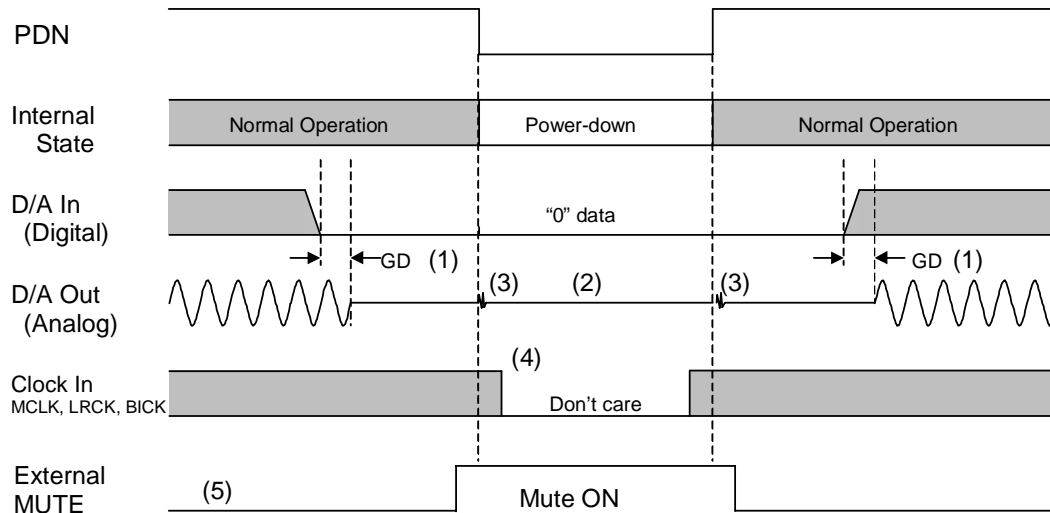 PDN
Internal
State
Normal Operation
Power-down
Normal Operation
D/A In
(Digital)
“0” data
GD (1)
GD (1)
D/A Out
(Analog)
(3)
(2)
(3)
Clock In
MCLK, LRCK, BICK
(4)
Don’t care
External
MUTE
(5)
Mute ON